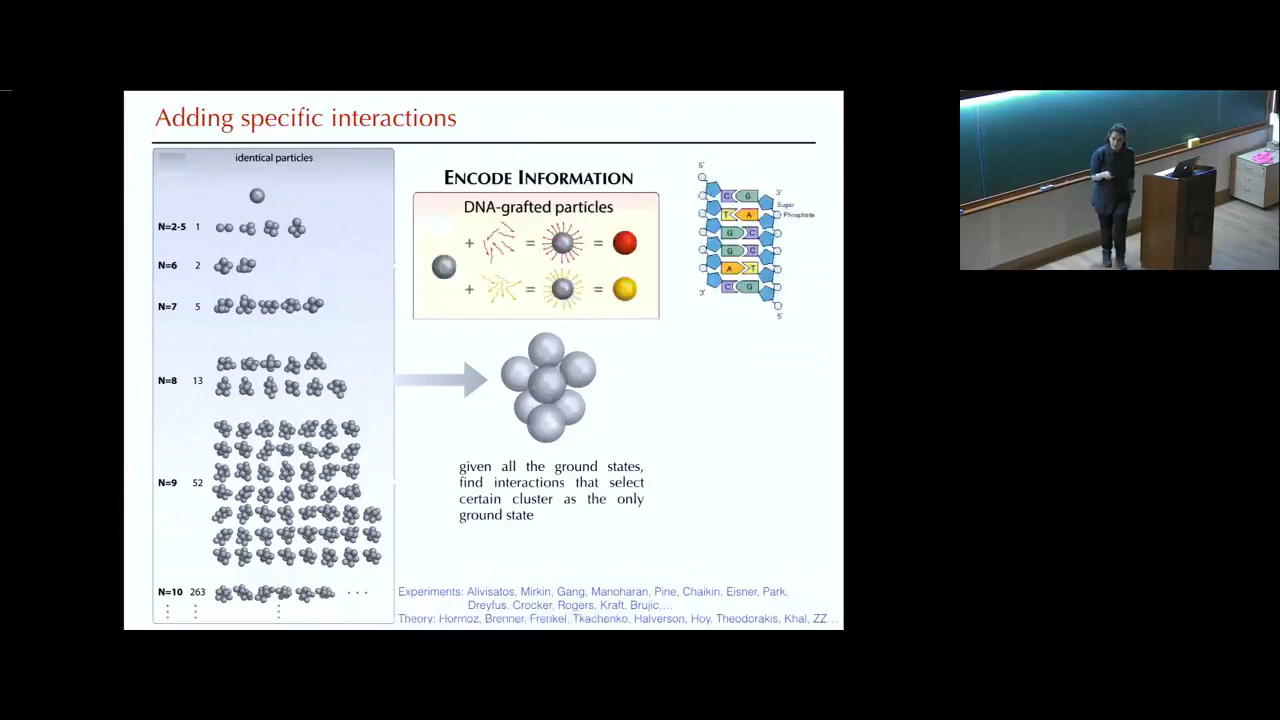 Adding specific interactions
identical particles
N=2-5 1
N=6 2
N=7 5
N=8 13
N=9 52
N=10 263 ...
ENCODE INFORMATION
DNA-grafted particles
+ = =
+ = =
given all the ground states,
find interactions that select
certain cluster as the only
ground state
5'
C G 3'
Sugar
T A Phosphate
G C
G C
A T
C G
3'
5'
Experiments: Alivisatos, Mirkin, Gang, Manoharan, Pine, Chaikin, Eisner, Park,
Dreyfus, Crocker, Rogers, Kraft, Brujic,...
Theory: Hormoz, Brenner, Frenkel, Tkachenko, Halverson, Hoy, Theodorakis, Khal, ZZ...